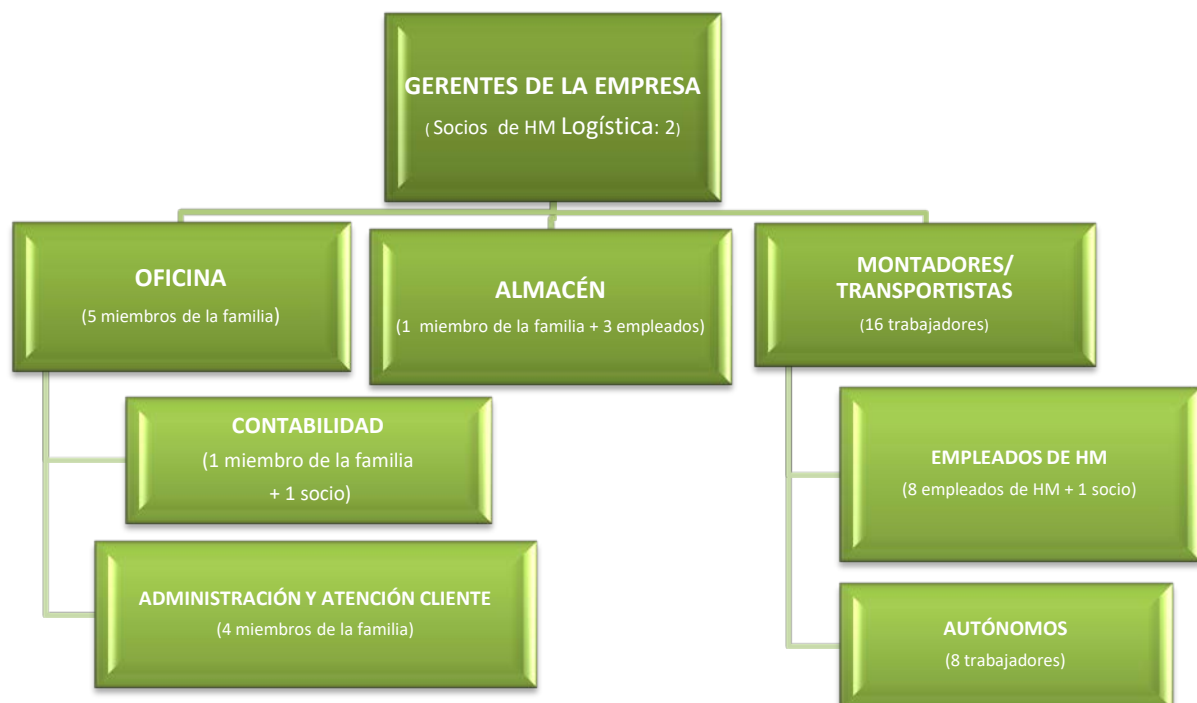 GERENTES DE LA EMPRESA
( Socios de HM Logística: 2)
OFICINA
(5 miembros de la familia)
ALMACÉN
(1 miembro de la familia + 3 empleados)
MONTADORES/
TRANSPORTISTAS
(16 trabajadores)
CONTABILIDAD
(1 miembro de la familia
+ 1 socio)
ADMINISTRACIÓN Y ATENCIÓN CLIENTE
(4 miembros de la familia)
EMPLEADOS DE HM
(8 empleados de HM + 1 socio)
AUTÓNOMOS
(8 trabajadores)